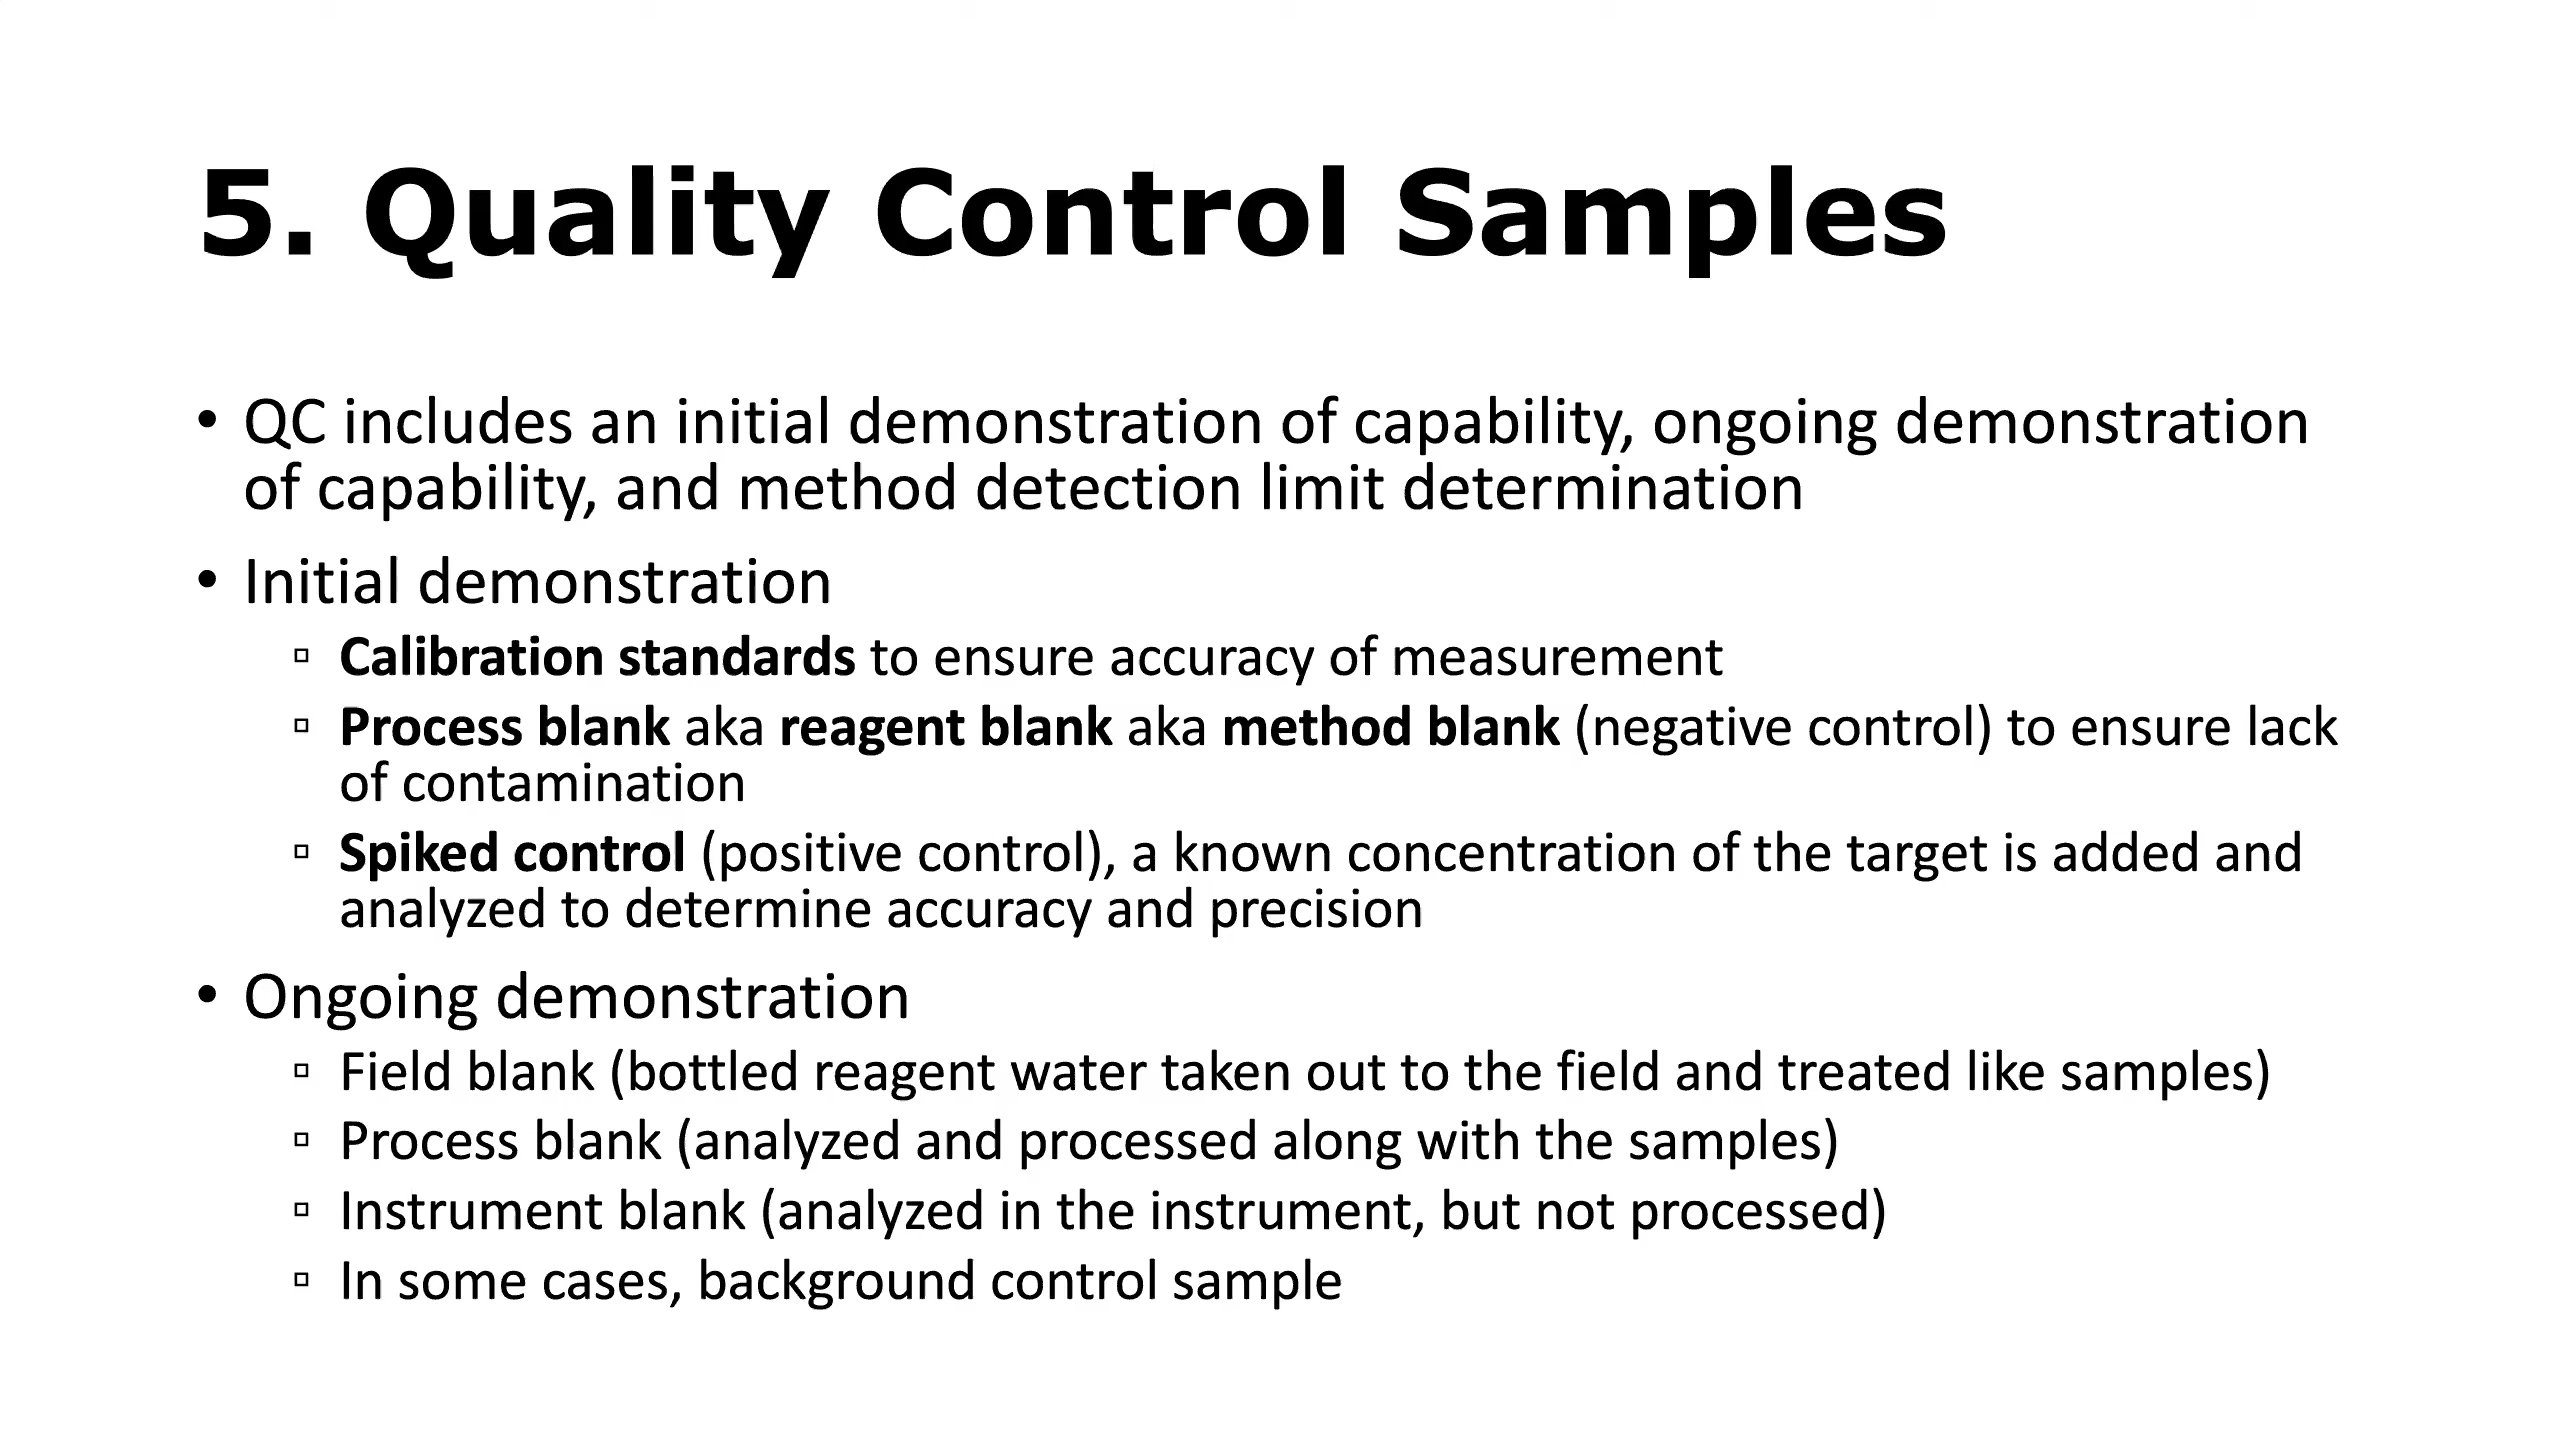 5. Quality Control Samples
• QC includes an initial demonstration of capability, ongoing demonstration
of capability, and method detection limit determination
• Initial demonstration
▫ Calibration standards to ensure accuracy of measurement
▫ Process blank aka reagent blank aka method blank (negative control) to ensure lack
of contamination
▫ Spiked control (positive control), a known concentration of the target is added and
analyzed to determine accuracy and precision
• Ongoing demonstration
▫ Field blank (bottled reagent water taken out to the field and treated like samples)
▫ Process blank (analyzed and processed along with the samples)
▫ Instrument blank (analyzed in the instrument, but not processed)
▫ In some cases, background control sample